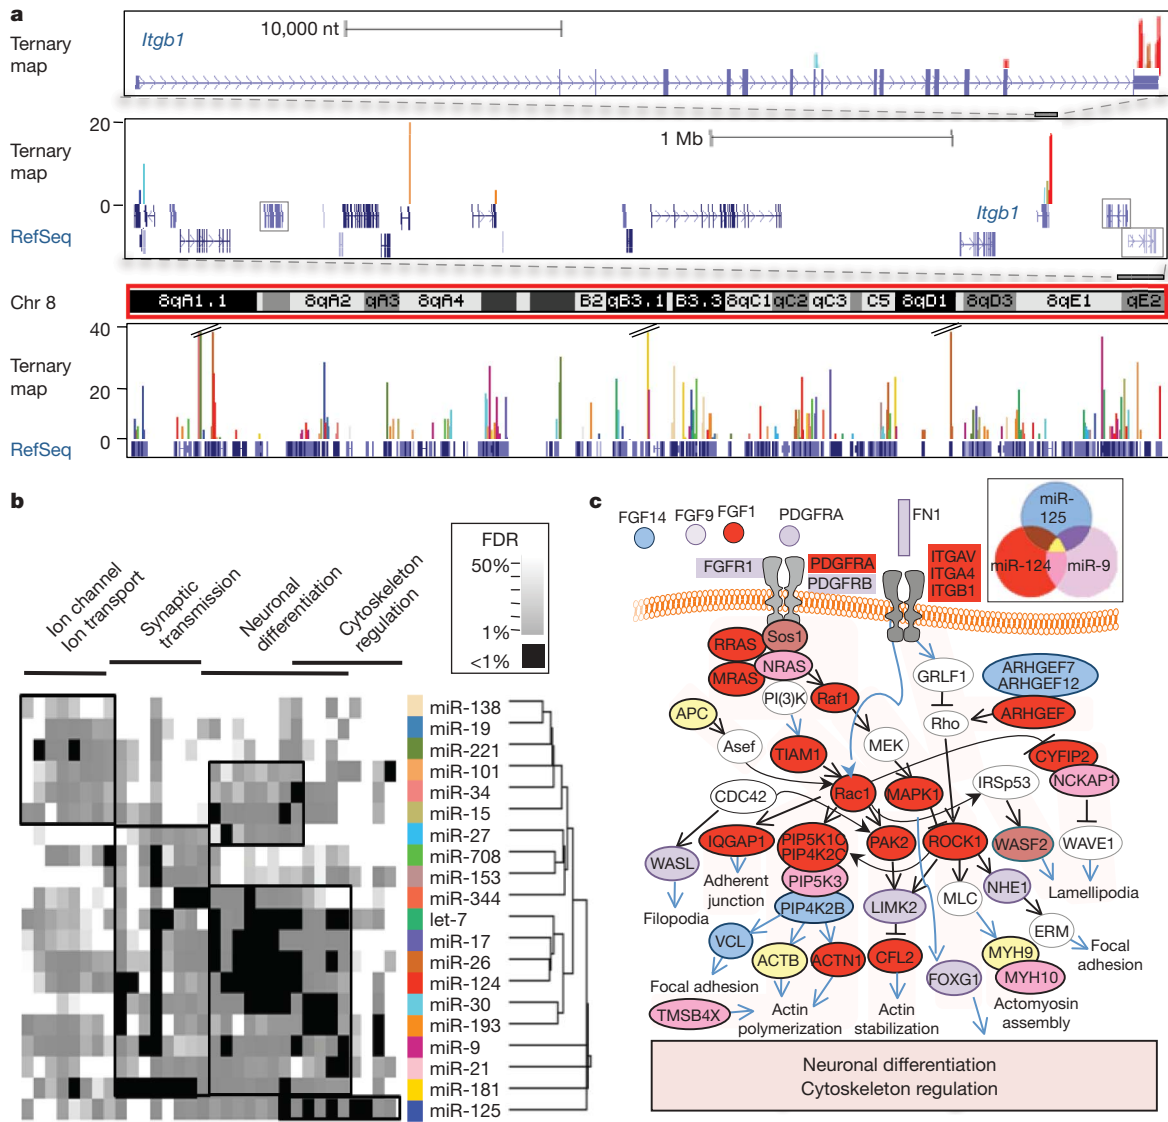 a
Ternary map
Itgb1
10,000 nt
20
Ternary map
0
RefSeq
1 Mb
Itgb1
Chr 8
8qA1.1
8qA2
qA3
8qA4
B2
qB3.1
B3.3
8qC1
qC2
qC3
C5
8qD1
8qD3
8qE1
qE2
40
Ternary map
20
0
RefSeq
b
Ion channel
Ion transport
Synaptic
transmission
Neuronal
differentiation
Cytoskeleton
regulation
FDR
50%
1%
<1%
miR-138
miR-19
miR-221
miR-101
miR-34
miR-15
miR-27
miR-708
miR-153
miR-344
let-7
miR-17
miR-26
miR-124
miR-30
miR-193
miR-9
miR-21
miR-181
miR-125
c
FGF14
FGF9
FGF1
PDGFRA
FN1
miR-
125
miR-124
miR-9
FGFR1
PDGFRA
PDGFRB
ITGAV
ITGA4
ITGB1
RRAS
Sos1
NRAS
MRAS
PI(3)K
Raf1
GRLF1
ARHGEF7
ARHGEF12
ARHGEF
APC
Asef
TIAM1
MEK
Rho
CYFIP2
NCKAP1
CDC42
Rac1
MAPK1
IRSp53
WASL
IQGAP1
PIP5K1C
PIP4K2C
PAK2
ROCK1
WASF2
WAVE1
Adherent
junction
PIP5K3
PIP4K2B
LIMK2
MLC
NHE1
Lamellipodia
Filopodia
VCL
ACTB
ACTN1
CFL2
ERM
Focal
adhesion
MYH9
MYH10
FOXG1
Focal adhesion
TMSB4X
Actin
polymerization
Actin
stabilization
Actomyosin
assembly
Neuronal differentiation
Cytoskeleton regulation